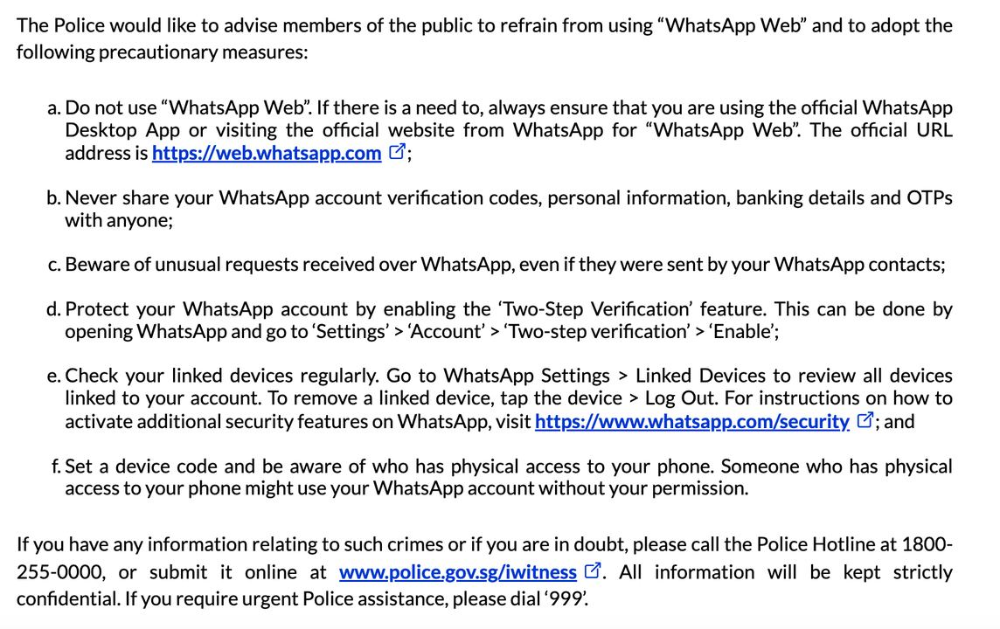 The Police would like to advise members of the public to refrain from using “WhatsApp Web” and to adopt the
following precautionary measures:
a. Do not use “WhatsApp Web”. If there is a need to, always ensure that you are using the official WhatsApp
Desktop App or visiting the official website from WhatsApp for “WhatsApp Web”. The official URL
address is https://web.whatsapp.com ;
b. Never share your WhatsApp account verification codes, personal information, banking details and OTPs
with anyone;
c. Beware of unusual requests received over WhatsApp, even if they were sent by your WhatsApp contacts;
d. Protect your WhatsApp account by enabling the ‘Two-Step Verification’ feature. This can be done by
opening WhatsApp and go to ‘Settings’ > ‘Account’ > ‘Two-step verification’ > ‘Enable’;
e. Check your linked devices regularly. Go to WhatsApp Settings > Linked Devices to review all devices
linked to your account. To remove a linked device, tap the device > Log Out. For instructions on how to
activate additional security features on WhatsApp, visit https://www.whatsapp.com/security ; and
f. Set a device code and be aware of who has physical access to your phone. Someone who has physical
access to your phone might use your WhatsApp account without your permission.
If you have any information relating to such crimes or if you are in doubt, please call the Police Hotline at 1800-
255-0000, or submit it online at www.police.gov.sg/iwitness . All information will be kept strictly
confidential. If you require urgent Police assistance, please dial ‘999’.